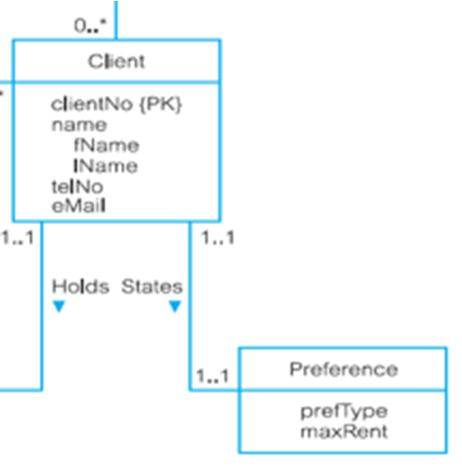 0..*
Client
*
clientNo {PK}
name
fName
lName
telNo
eMail
1..1
1..1
Holds States
1..1
Preference
prefType
maxRent